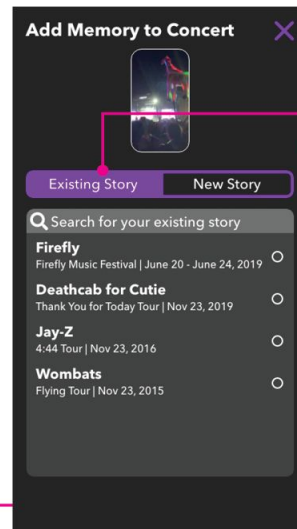 Add Memory to Concert
Existing Story
New Story
Search for your existing story
Firefly
Firefly Music Festival | June 20 - June 24, 2019
Deathcab for Cutie
Thank You for Today Tour | Nov 23, 2019
Jay-Z
4:44 Tour | Nov 23, 2016
Wombats
Flying Tour | Nov 23, 2015